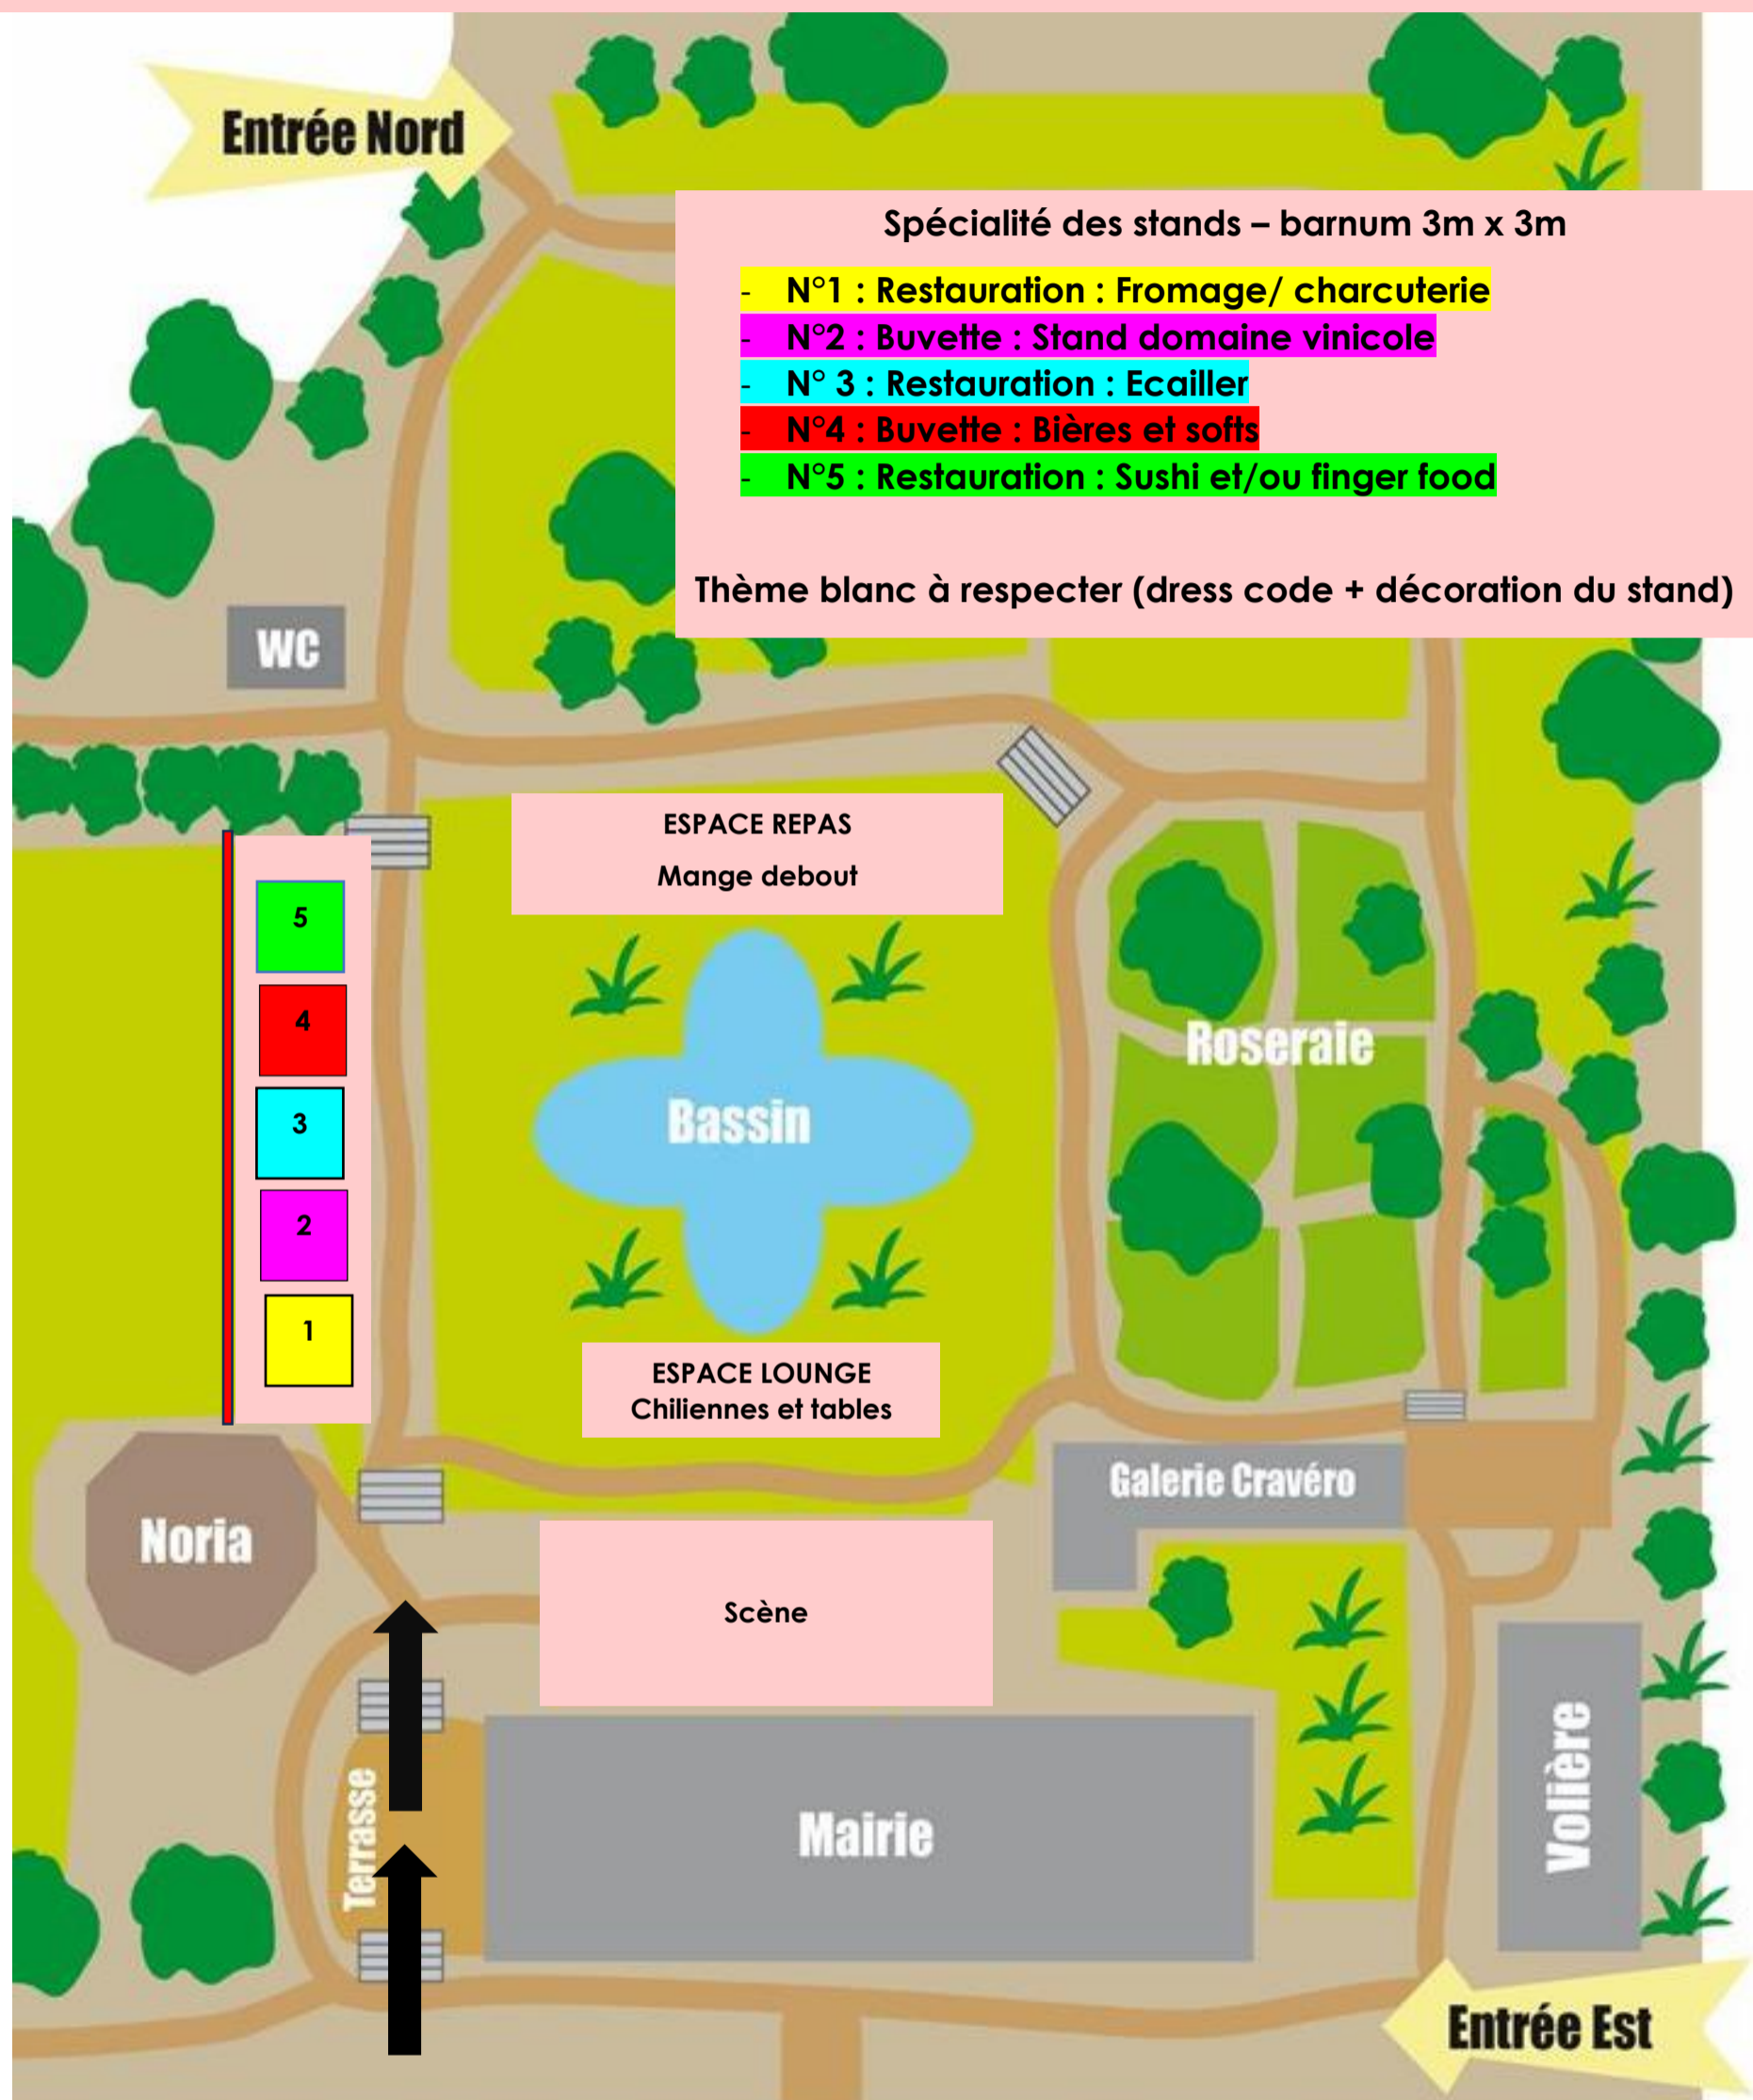 Entrée Nord
Spécialité des stands – barnum 3m x 3m
- N°1 : Restauration : Fromage/ charcuterie
- N°2 : Buvette : Stand domaine vinicole
- N° 3 : Restauration : Ecailler
- N°4 : Buvette : Bières et softs
- N°5 : Restauration : Sushi et/ou finger food
Thème blanc à respecter (dress code + décoration du stand)
WC
ESPACE REPAS
Mange debout
5
4
3
2
1
Bassin
Roseraie
ESPACE LOUNGE
Chiliennes et tables
Galerie Cravéro
Noria
Scène
Terrasse
Mairie
Volière
Entrée Est